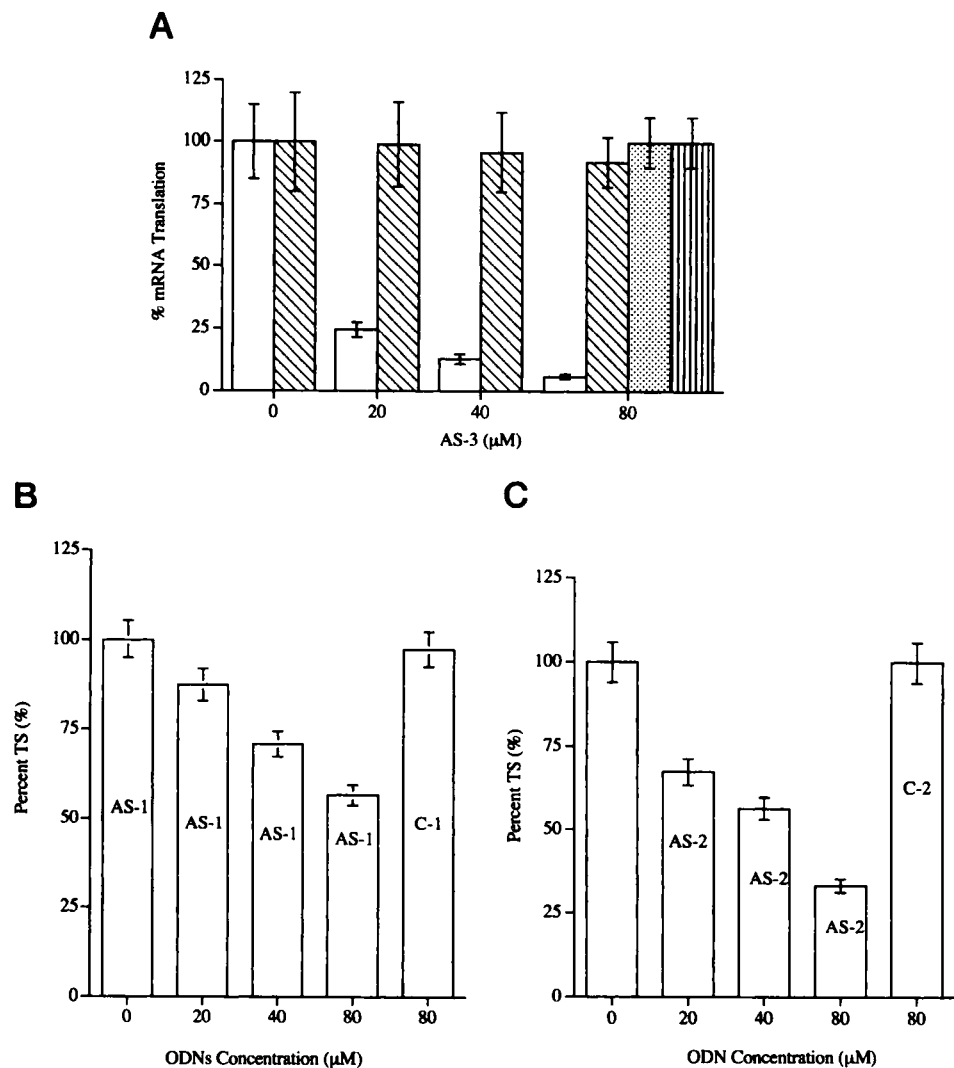 A
% mRNA Translation
125
100
75
50
25
0
0 20 40 80
AS-3 (μM)
B
Percent TS (%)
125
100
75
50
25
0
AS-1 AS-1 AS-1 AS-1 C-1
0 20 40 80 80
ODNs Concentration (μM)
C
Percent TS (%)
125
100
75
50
25
0
AS-2 AS-2 AS-2 C-2
0 20 40 80 80
ODN Concentration (μM)